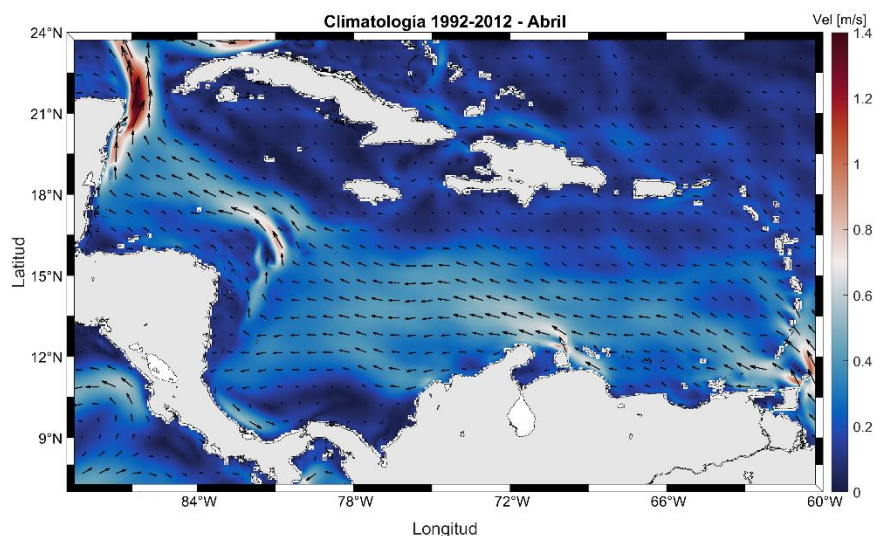 Climatología 1992-2012 - Abril
Vel [m/s]
24°N
21°N
18°N
15°N
12°N
9°N
Latitud
84°W
78°W
72°W
66°W
60°W
Longitud
1.4
1.2
1
0.8
0.6
0.4
0.2
0